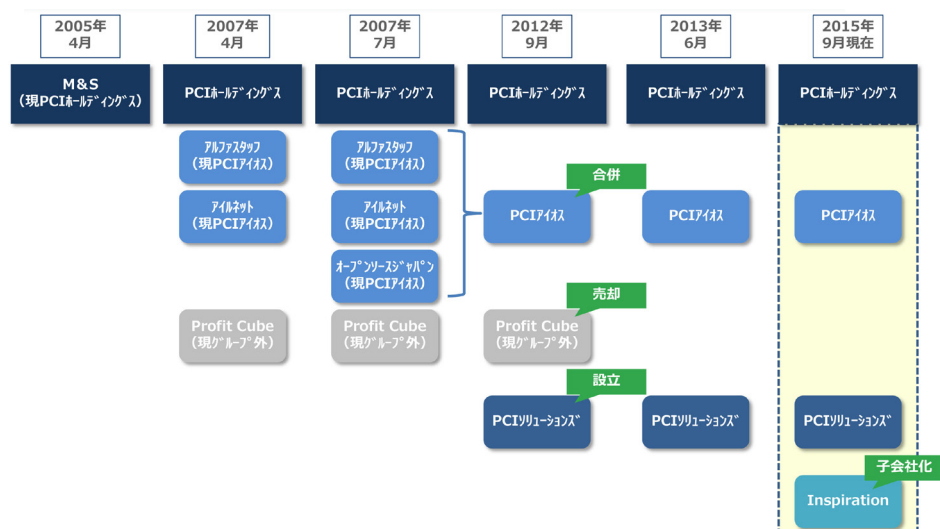 2005年
4月
2007年
4月
2007年
7月
2012年
9月
2013年
6月
2015年
9月現在
M&S
(現PCIﾎｰﾙﾃﾞｨﾝｸﾞｽ)
PCIﾎｰﾙﾃﾞｨﾝｸﾞｽ
PCIﾎｰﾙﾃﾞｨﾝｸﾞｽ
PCIﾎｰﾙﾃﾞｨﾝｸﾞｽ
PCIﾎｰﾙﾃﾞｨﾝｸﾞｽ
PCIﾎｰﾙﾃﾞｨﾝｸﾞｽ
ｱﾙﾌｧｽﾀｯﾌ
(現PCIｱｲｵｽ)
ｱﾙﾌｧｽﾀｯﾌ
(現PCIｱｲｵｽ)
合併
ｱｲﾙﾈｯﾄ
(現PCIｱｲｵｽ)
ｱｲﾙﾈｯﾄ
(現PCIｱｲｵｽ)
PCIｱｲｵｽ
PCIｱｲｵｽ
PCIｱｲｵｽ
ｵｰﾌﾟﾝｿｰｽｼﾞｬﾊﾟﾝ
(現PCIｱｲｵｽ)
売却
Profit Cube
(現ｸﾞﾙｰﾌﾟ外)
Profit Cube
(現ｸﾞﾙｰﾌﾟ外)
Profit Cube
(現ｸﾞﾙｰﾌﾟ外)
設立
PCIｿﾘｭｰｼｮﾝｽﾞ
PCIｿﾘｭｰｼｮﾝｽﾞ
PCIｿﾘｭｰｼｮﾝｽﾞ
子会社化
Inspiration